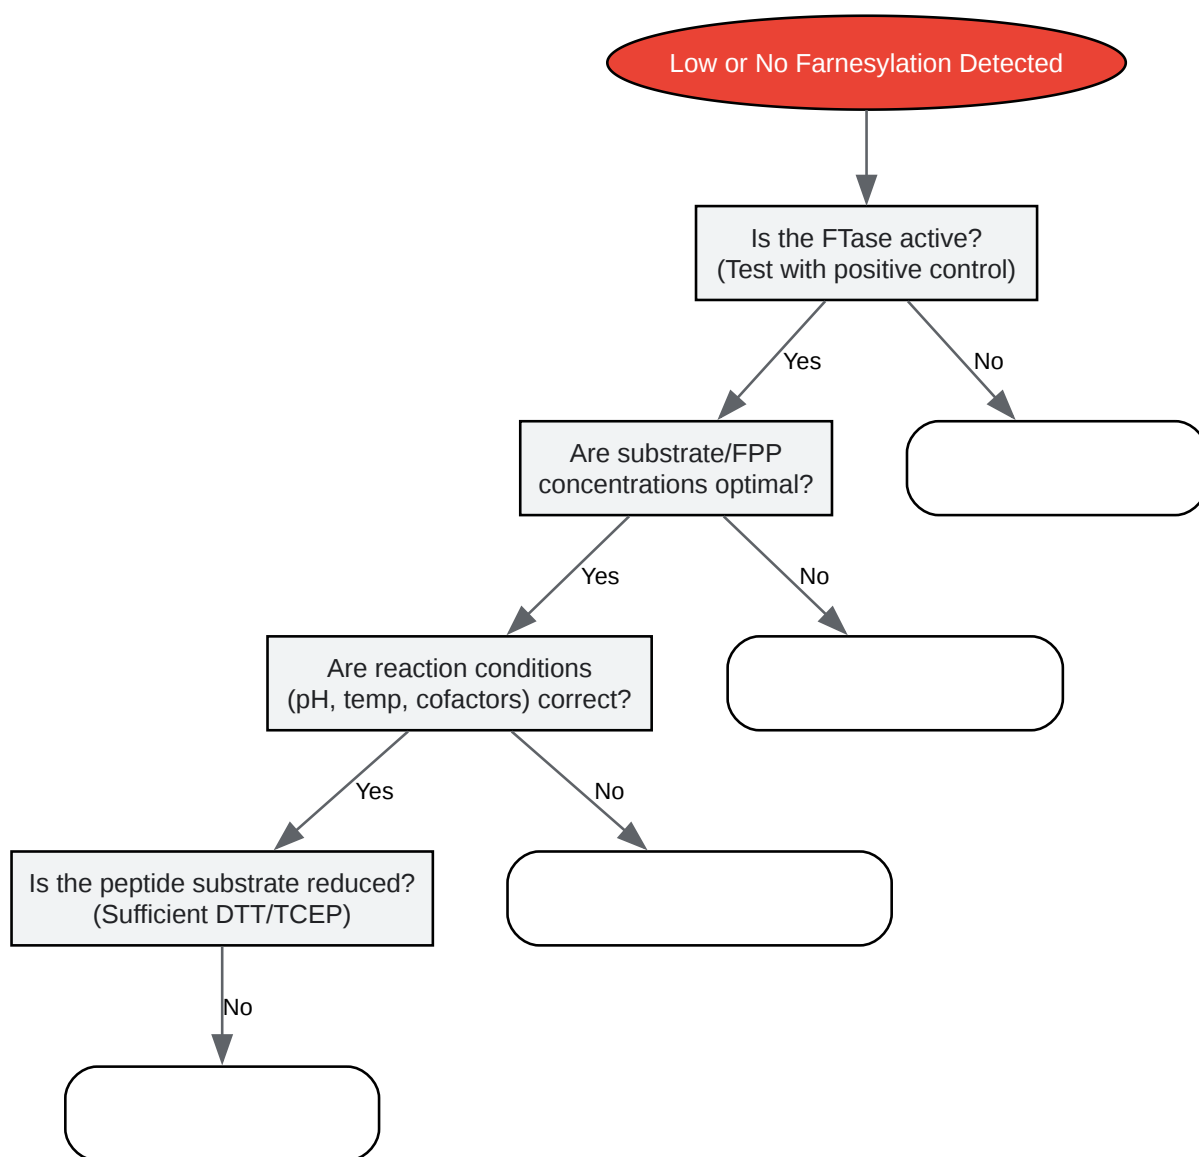 Low or No Farnesylation Detected
Is the FTase active?
(Test with positive control)
Yes
No
Are substrate/FPP
concentrations optimal?
Yes
No
Are reaction conditions
(pH, temp, cofactors) correct?
Yes
No
Is the peptide substrate reduced?
(Sufficient DTT/TCEP)
No